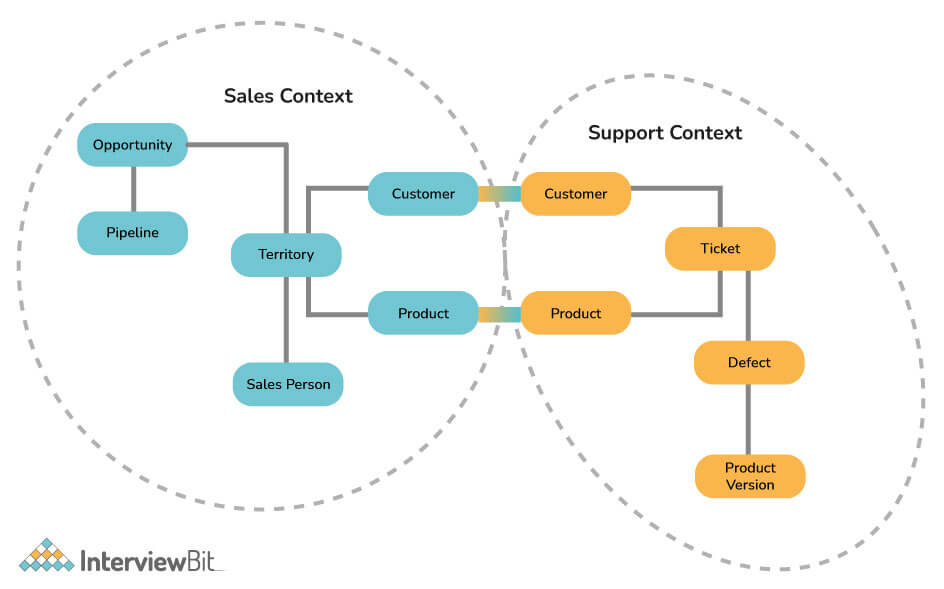 Sales Context
Support Context
Opportunity
Pipeline
Territory
Customer
Product
Sales Person
Customer
Product
Ticket
Defect
Product
Version
InterviewBit